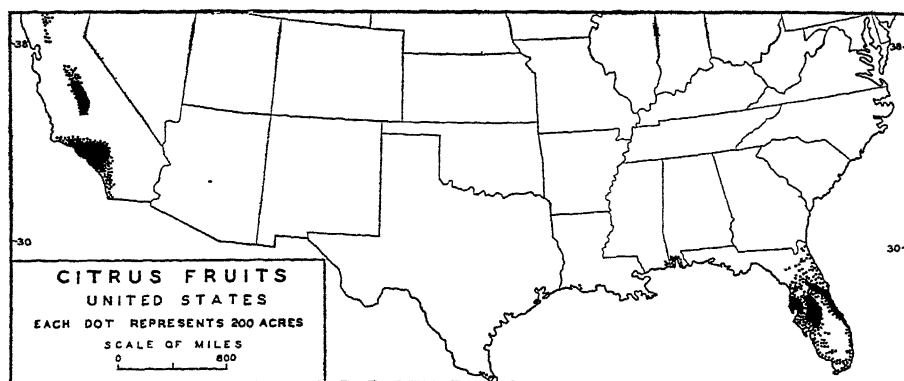 38
38
30
30
CITRUS FRUITS
UNITED STATES
EACH DOT REPRESENTS 200 ACRES
SCALE OF MILES
0 600